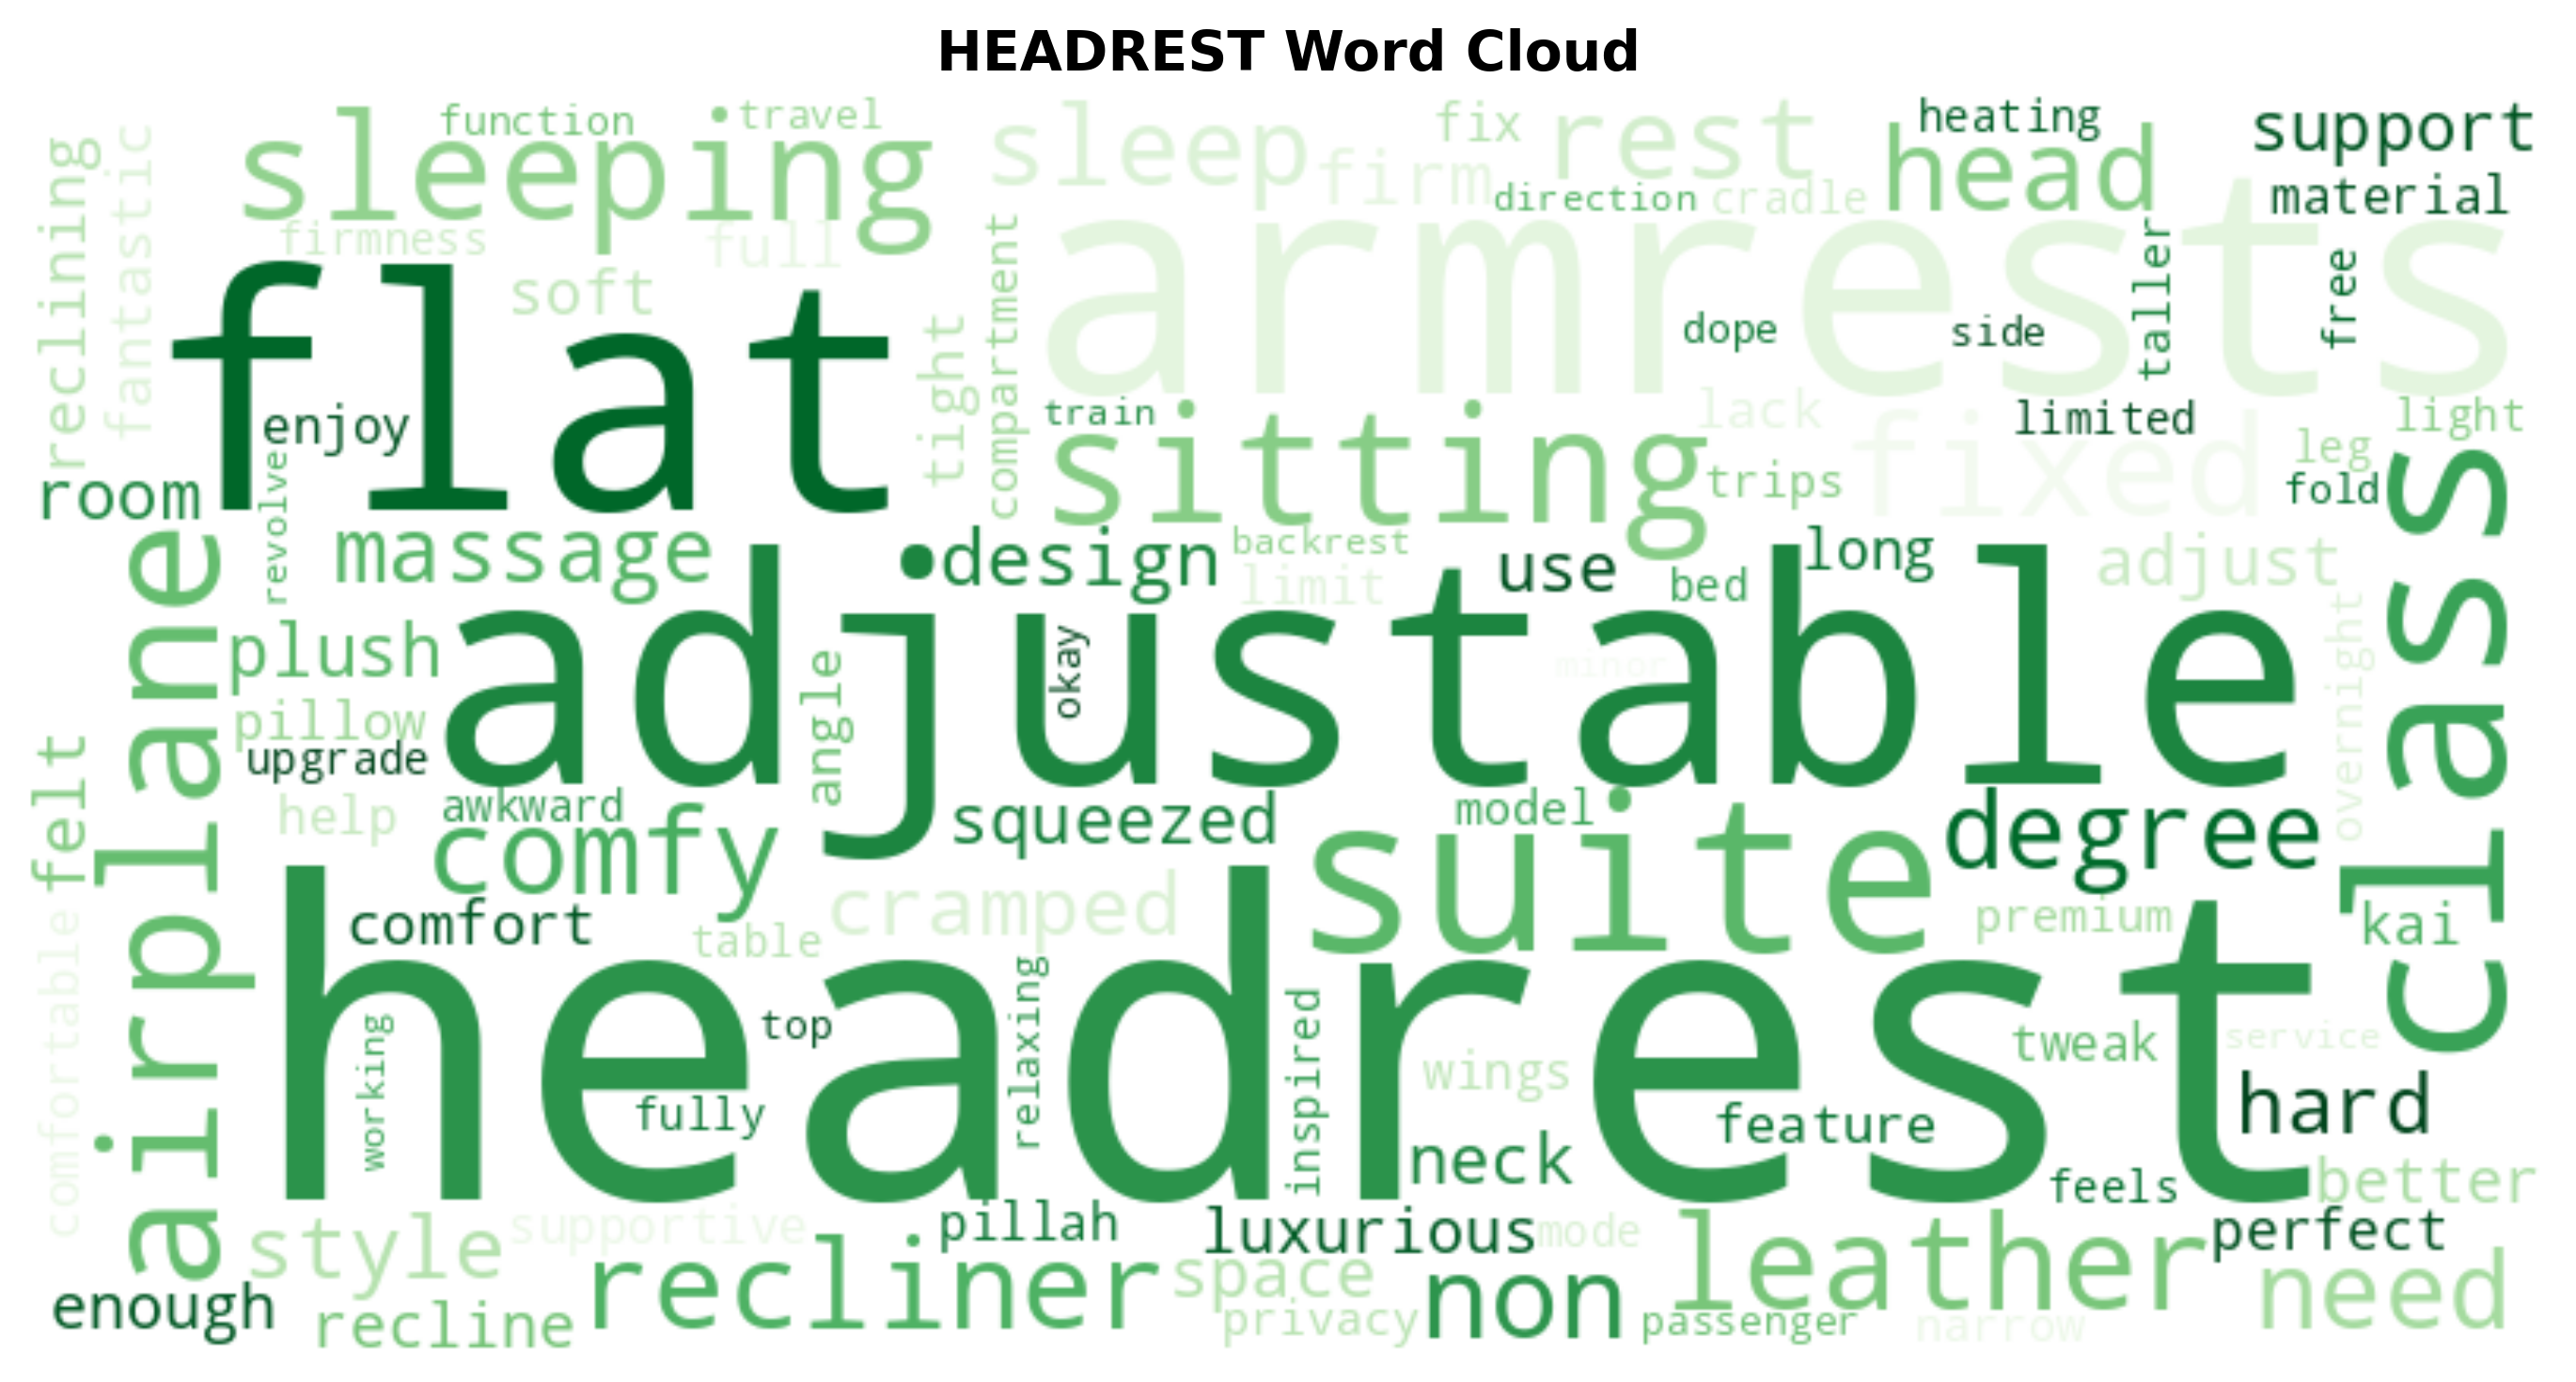 HEADREST Word Cloud
function
travel
sleeping
sleep
fix
rest
heating
head
support
firm
direction
cradle
material
reclining
fantastic
firmness
full
soft
armrests
taller
free
flat
tight
compartment
dope
side
enjoy
train
lack
limited
light
sitting
fixed
leg
room
revolve
trips
fold
class
airplane
massage
design
backrest
limit
use
bed
long
adjust
plush
adjustable
okay
minor
overnight
pillow
angle
upgrade
felt
help
awkward
comfy
squeezed
model
suite
degree
comfort
cramped
table
premium
kai
comfortable
headrest
working
top
relaxing
inspired
wings
tweak
service
fully
feature
neck
hard
feels
better
style
supportive
pillah
luxurious
mode
leather
perfect
enough
recline
recliner
space
privacy
non
passenger
narrow
need